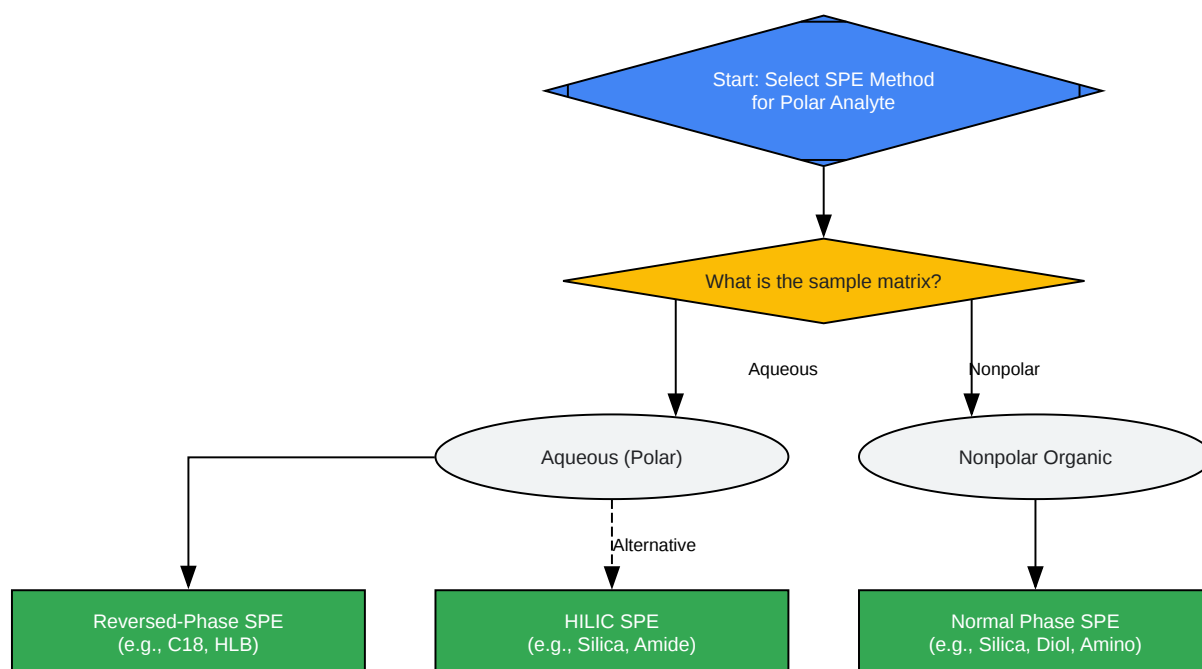 Start: Select SPE Method
for Polar Analyte
What is the sample matrix?
Aqueous
Nonpolar
Aqueous (Polar)
Nonpolar Organic
Alternative
Reversed-Phase SPE
(e.g., C18, HLB)
HILIC SPE
(e.g., Silica, Amide)
Normal Phase SPE
(e.g., Silica, Diol, Amino)